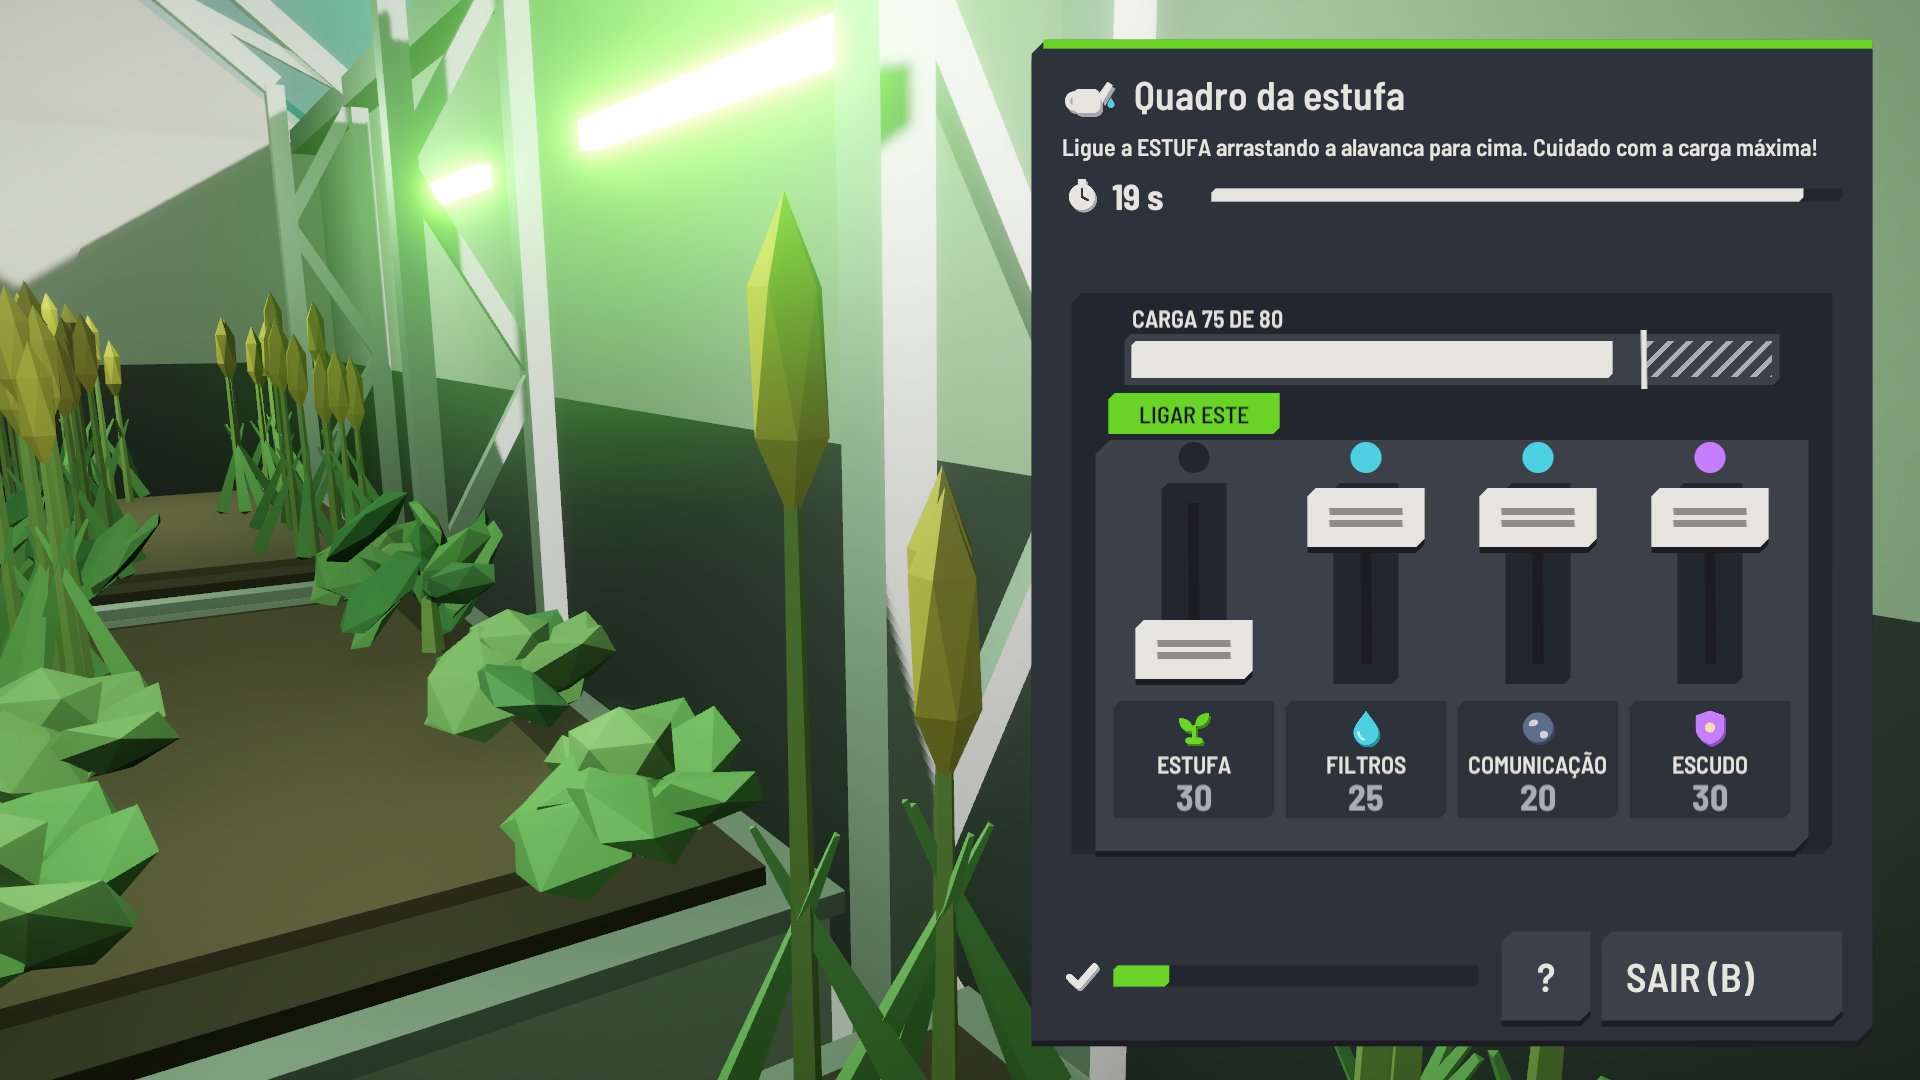 Quadro da estufa
Ligue a ESTUFA arrastando a alavanca para cima. Cuidado com a carga máxima!
19 s
CARGA 75 DE 80
LIGAR ESTE
ESTUFA
30
FILTROS
25
COMUNICAÇÃO
20
ESCUDO
30
?
SAIR (B)